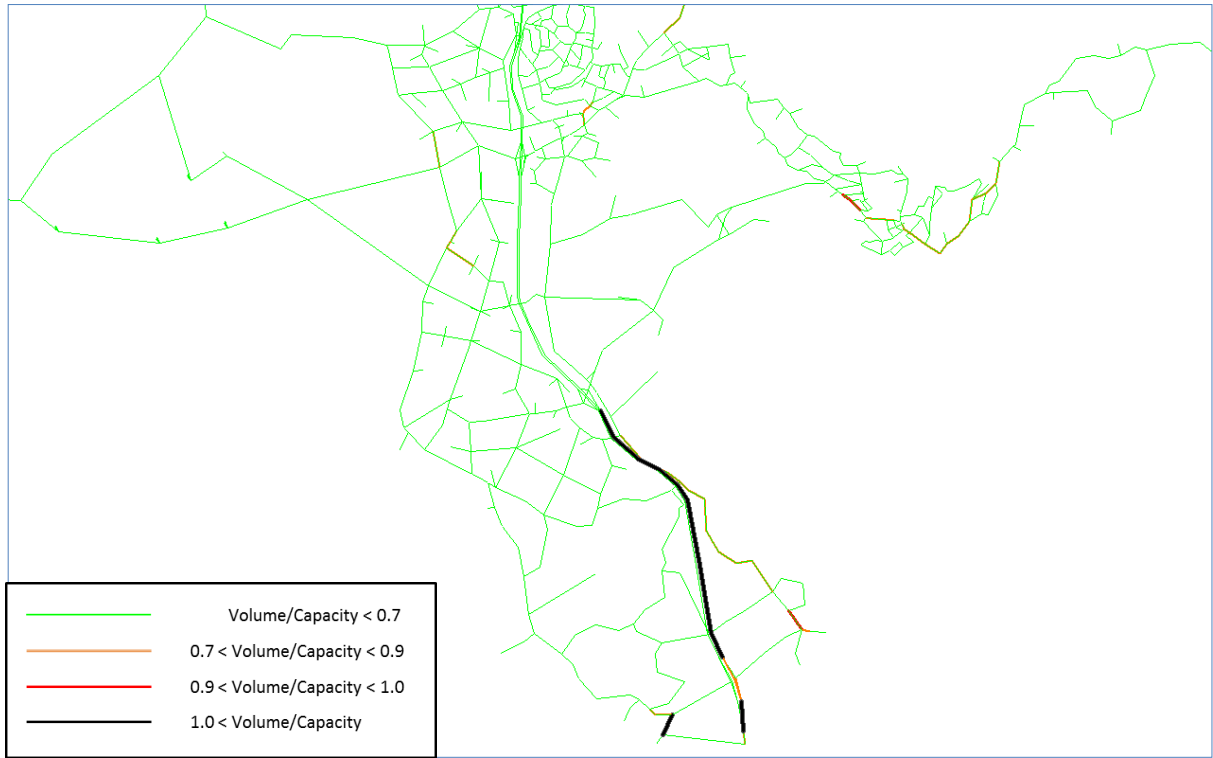 Volume/Capacity < 0.7
0.7 < Volume/Capacity < 0.9
0.9 < Volume/Capacity < 1.0
1.0 < Volume/Capacity